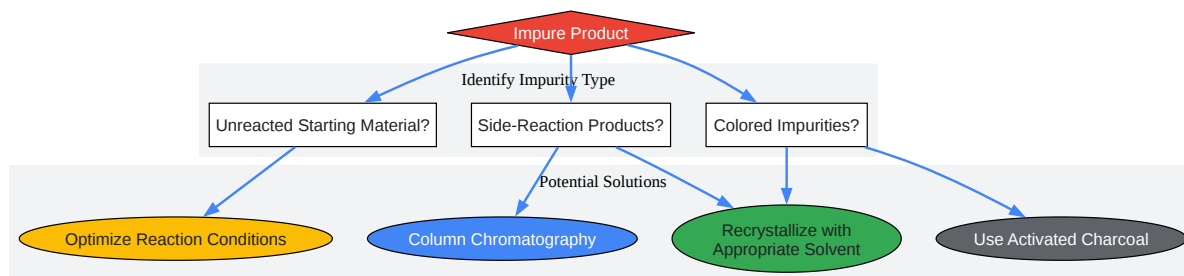 Impure Product
Identify Impurity Type
Unreacted Starting Material?
Side-Reaction Products?
Colored Impurities?
Potential Solutions
Optimize Reaction Conditions
Column Chromatography
Recrystallize with
Appropriate Solvent
Use Activated Charcoal